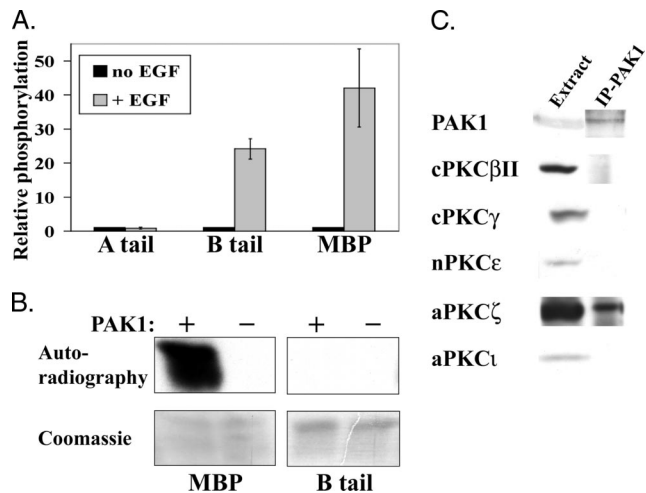 A.
Relative phosphorylation
50
40
30
20
10
0
no EGF
+ EGF
A tail B tail MBP
B.
PAK1: + − + −
Auto-
radiography
Coomassie
MBP B tail
C.
Extract IP-PAK1
PAK1
cPKCβII
cPKCγ
nPKCε
aPKCζ
aPKCι